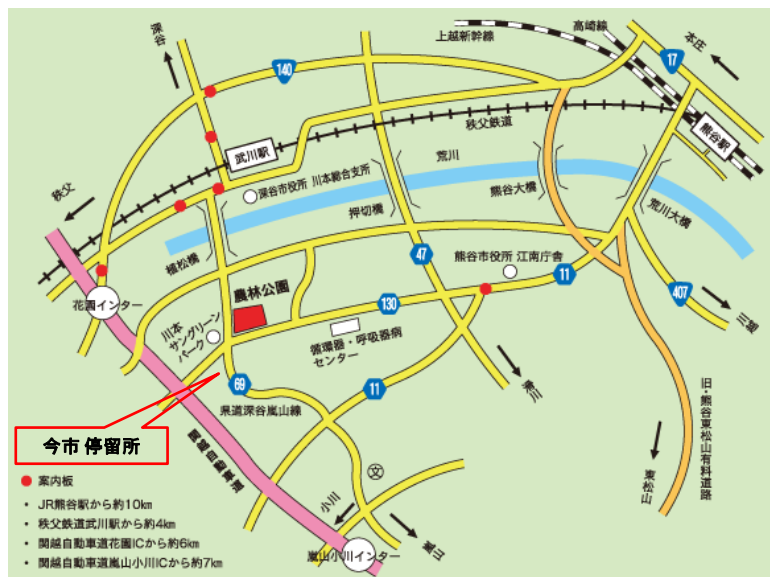 高崎線
上越新幹線
本庄
深谷
17
140
熊谷駅
秩父鉄道
武川駅
荒川
秩父
深谷市役所 川本総合支所
熊谷大橋
押切橋
荒川大橋
植松橋
47
熊谷市役所 江南庁舎
11
農林公園
407
花園インター
130
三ヶ尻
川本
サングリーン
パーク
循環器・呼吸器病
センター
69
11
滑川
県道深谷嵐山線
旧・熊谷東松山有料道路
今市 停留所
関越自動車道
文
東松山
小川
嵐山
嵐山小川インター
案内板
・ JR熊谷駅から約10km
・ 秩父鉄道武川駅から約4km
・ 関越自動車道花園ICから約6km
・ 関越自動車道嵐山小川ICから約7km